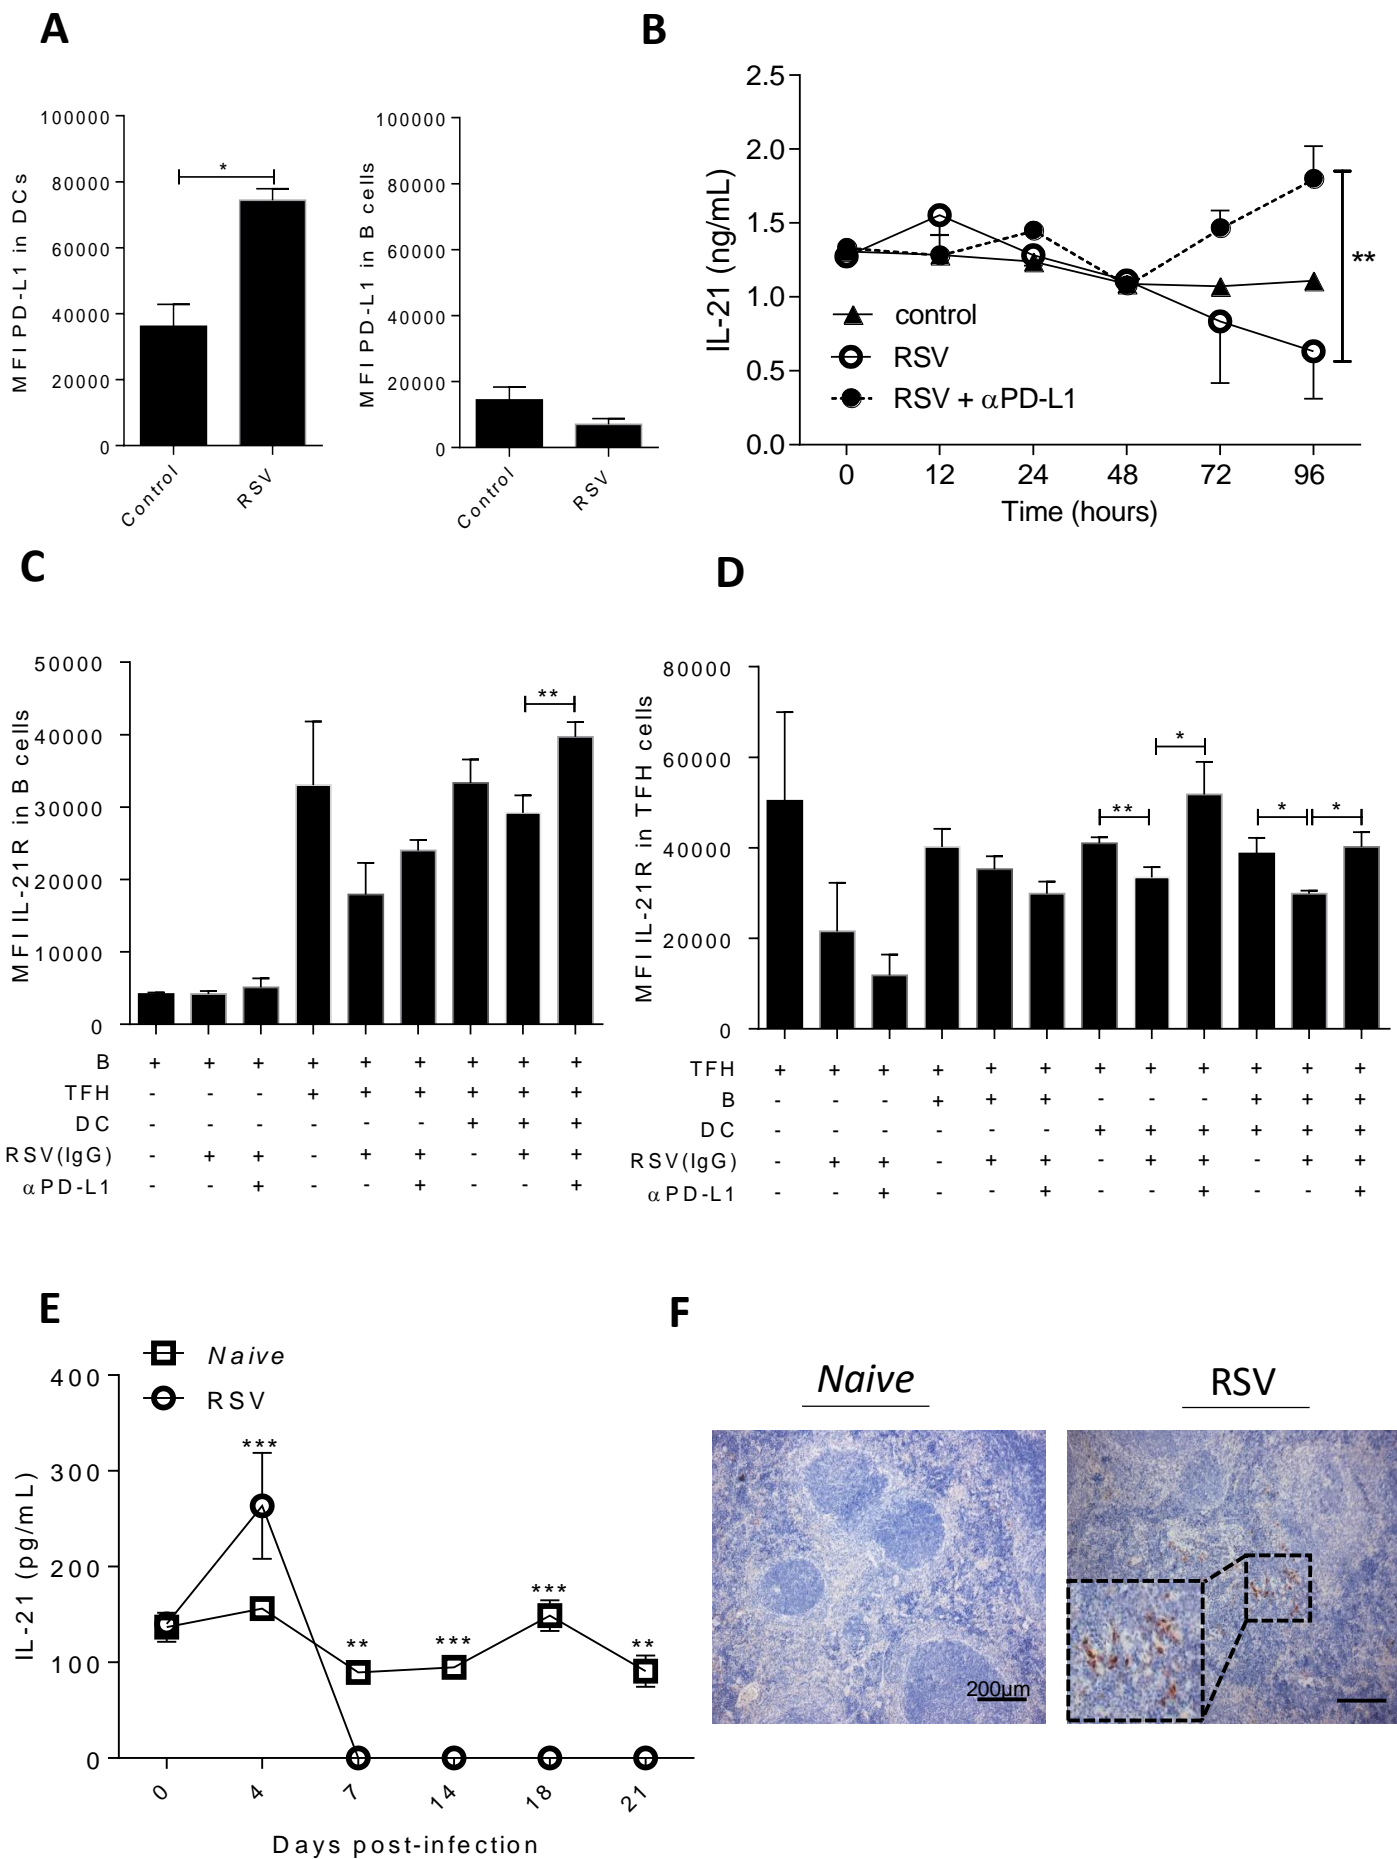 A
B
MFI PD-L1 in DCs
100000
80000
60000
40000
20000
0
*
Control
RSV
MFI PD-L1 in B cells
100000
80000
60000
40000
20000
0
Control
RSV
IL-21 (ng/mL)
2.5
2.0
1.5
1.0
0.5
0.0
control
RSV
RSV + αPD-L1
**
0 12 24 48 72 96
Time (hours)
C
D
MFI IL-21R in B cells
50000
40000
30000
20000
10000
0
**
B + + + + + + + + +
TFH - - - + + + + + +
DC - - - - - - + + +
RSV(IgG) - + + - + + - + +
αPD-L1 - - + - - + - - +
MFI IL-21R in TFH cells
80000
60000
40000
20000
0
**
*
*
*
TFH + + + + + + + + + + + +
B - - - + + + - - - + + +
DC - - - - - - + + + + + +
RSV(IgG) - + + - + + - + + - + +
αPD-L1 - - + - - + - - + - - +
E
F
Naive
RSV
IL-21 (pg/mL)
400
300
200
100
0
***
**
***
***
**
0 4 7 14 18 21
Days post-infection
Naive
RSV
200µm